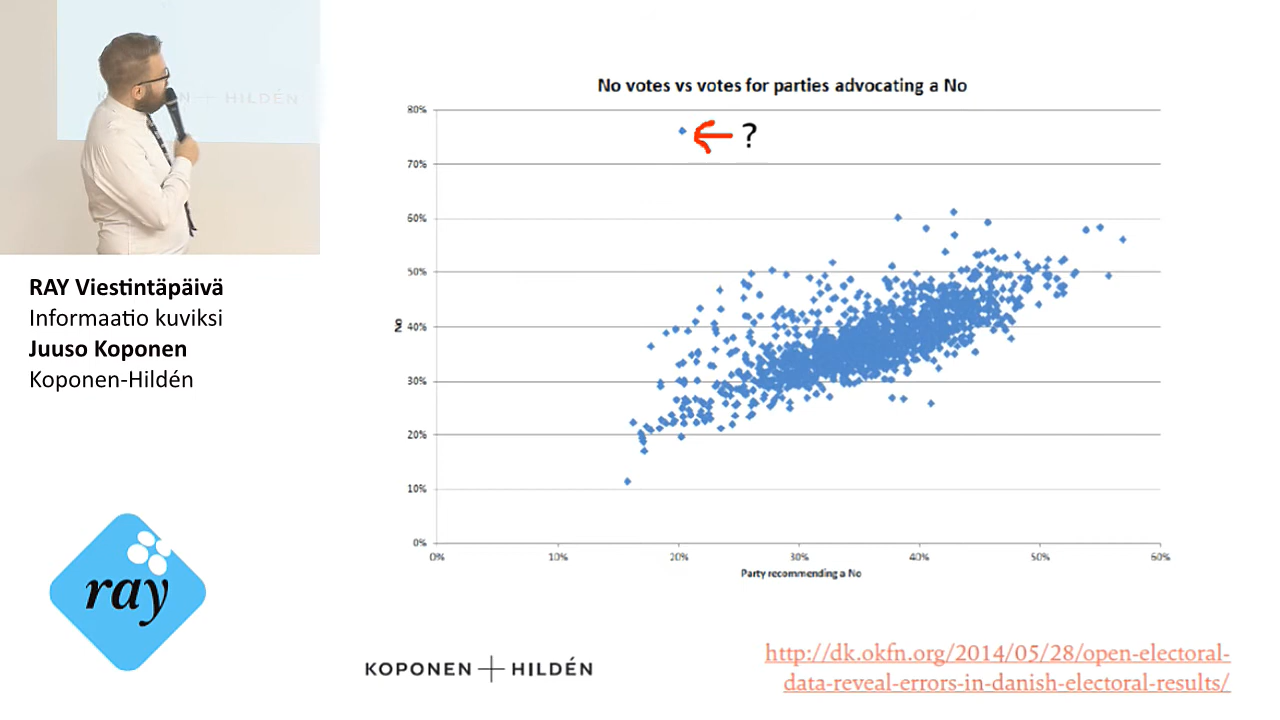 KOPONEN + HILDÉN
RAY Viestintäpäivä
Informaatio kuviksi
Juuso Koponen
Koponen-Hildén
ray
No votes vs votes for parties advocating a No
?
80%
70%
60%
50%
40%
30%
20%
10%
0%
No
0% 10% 20% 30% 40% 50% 60%
Party recommending a No
KOPONEN + HILDÉN
http://dk.okfn.org/2014/05/28/open-electoral-
data-reveal-errors-in-danish-electoral-results/